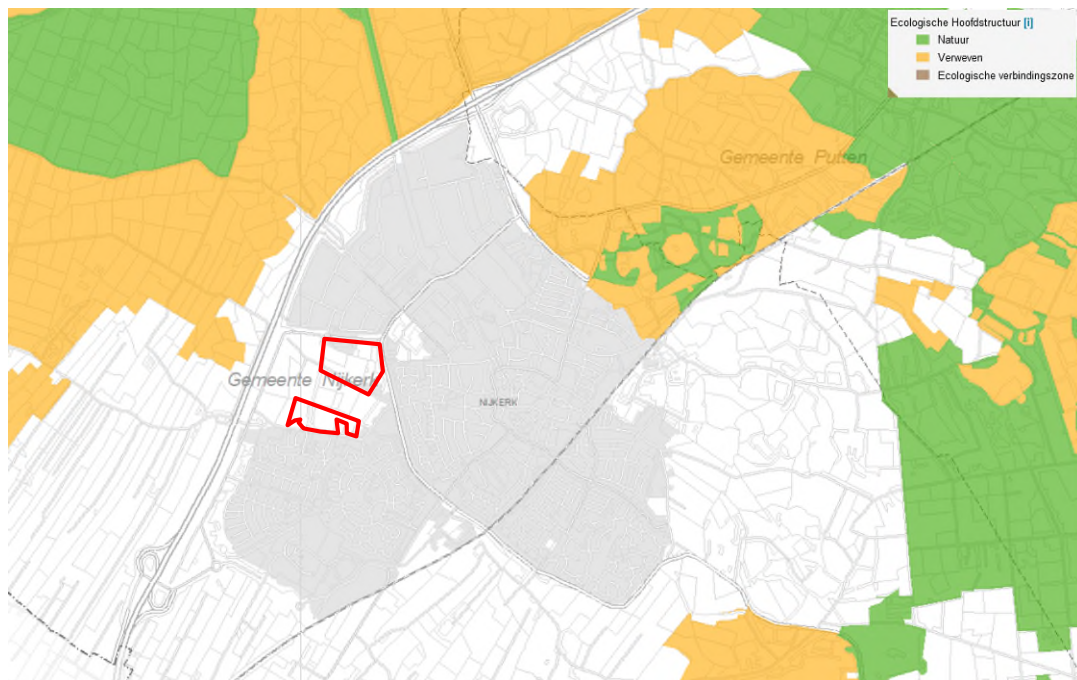 Ecologische Hoofdstructuur [i]
Natuur
Verweven
Ecologische verbindingszone
Gemeente Putten
Gemeente Nijkerk
NIJKERK